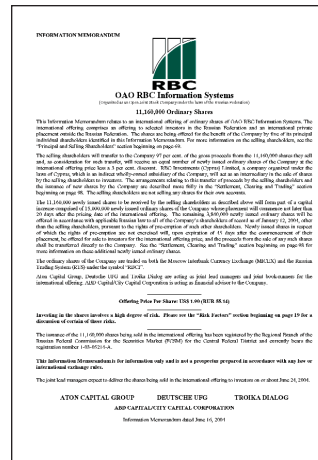 INFORMATION MEMORANDUM
RBC
OAO RBC Information Systems
(organized as an Open Joint Stock Company under the laws of the Russian Federation)
11,160,000 Ordinary Shares
This Information Memorandum relates to an international offering of ordinary shares of OAO RBC Information Systems. The
international offering comprises an offering to selected investors in the Russian Federation and an international private
placement outside the Russian Federation. The shares are being offered for the benefit of the Company by five of its principal
individual shareholders identified in this Information Memorandum. For more information on the selling shareholders, see the
"Principal and Selling Shareholders" section beginning on page 69.
The selling shareholders will transfer to the Company 97 per cent. of the gross proceeds from the 11,160,000 shares they sell
and, as consideration for such transfer, will receive an equal number of newly issued ordinary shares of the Company at the
international offering price less a 3 per cent. discount. RBC Investments (Cyprus) Limited, a company organized under the
laws of Cyprus, which is an indirect wholly-owned subsidiary of the Company, will act as an intermediary in the sale of shares
by the selling shareholders to investors. The arrangements relating to this transfer of proceeds by the selling shareholders and
the issuance of new shares by the Company are described more fully in the "Settlement, Clearing and Trading" section
beginning on page 88. The selling shareholders are not selling any shares for their own accounts.
The 11,160,000 newly issued shares to be received by the selling shareholders as described above will form part of a capital
increase comprised of 15,000,000 newly issued ordinary shares of the Company whose placement will commence not later than
20 days after the pricing date of the international offering. The remaining 3,840,000 newly issued ordinary shares will be
offered in accordance with applicable Russian law to all of the Company's shareholders of record as of January 12, 2004, other
than the selling shareholders, pursuant to the rights of pre-emption of such other shareholders. Newly issued shares in respect
of which the rights of pre-emption are not exercised will, upon expiration of 45 days after the commencement of their
placement, be offered for sale to investors for the international offering price, and the proceeds from the sale of any such shares
shall be transferred directly to the Company. See the "Settlement, Clearing and Trading" section beginning on page 88 for
more information on these additional newly issued ordinary shares.
The ordinary shares of the Company are traded on both the Moscow Interbank Currency Exchange (MICEX) and the Russian
Trading System (RTS) under the symbol "RBCI".
Aton Capital Group, Deutsche UFG and Troika Dialog are acting as joint lead managers and joint bookrunners for the
international offering. ABD Capital/City Capital Corporation is acting as financial advisor to the Company.
Offering Price Per Share: US$ 1.99 (RUR 58.14)
Investing in the shares involves a high degree of risk. Please see the "Risk Factors" section beginning on page 19 for a
discussion of certain of these risks.
The issuance of the 11,160,000 shares being sold in the international offering has been registered by the Regional Branch of the
Russian Federal Commission for the Securities Market (FCSM) for the Central Federal District and currently bears the
registration number 1-03-05214-A.
This Information Memorandum is for information only and is not a prospectus prepared in accordance with any law or
international exchange rules.
The joint lead managers expect to deliver the shares being sold in the international offering to investors on or about June 24, 2004.
ATON CAPITAL GROUP DEUTSCHE UFG TROIKA DIALOG
ABD CAPITAL/CITY CAPITAL CORPORATION
Information Memorandum dated June 16, 2004